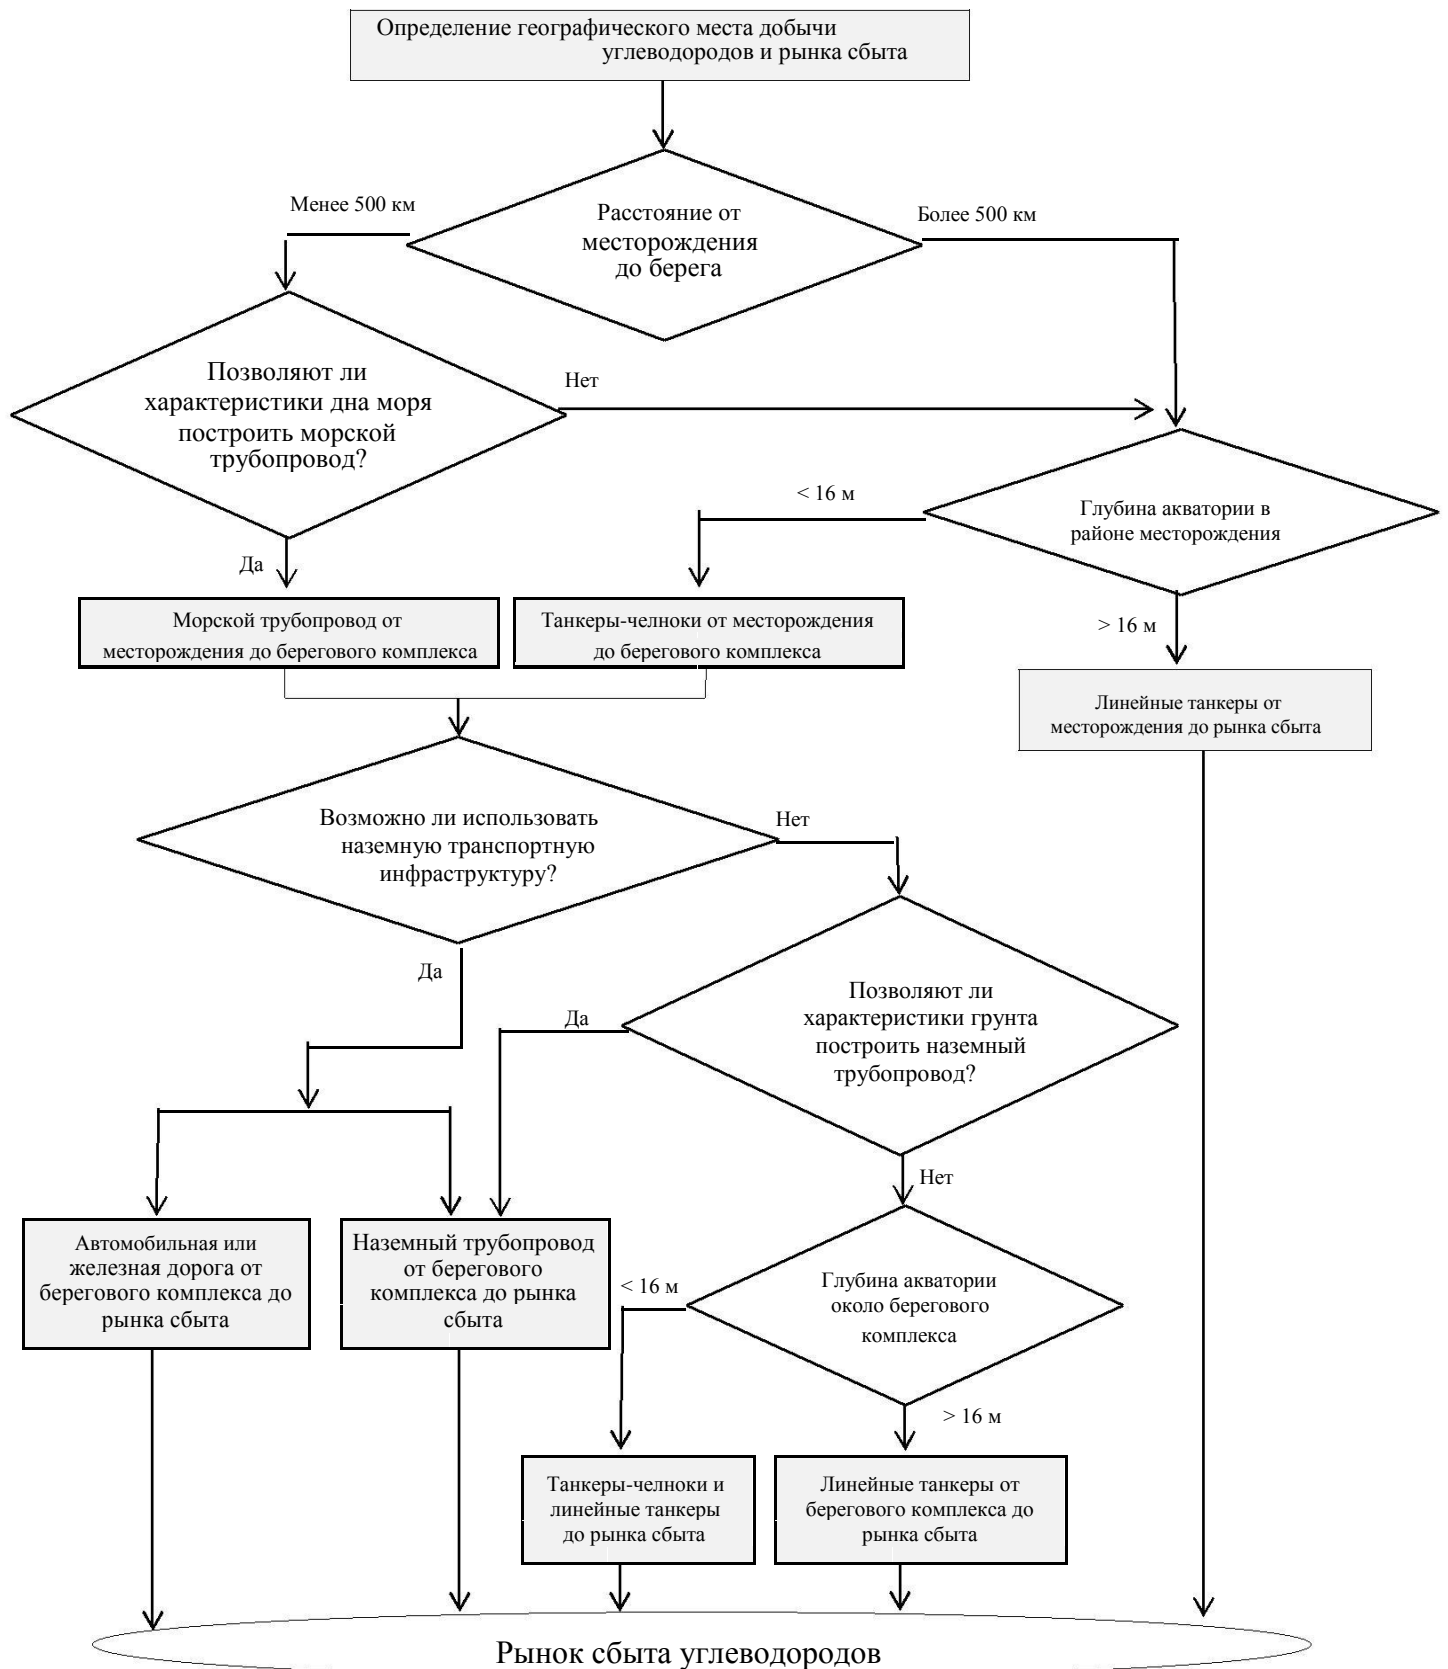 Определение географического места добычи
углеводородов и рынка сбыта
Менее 500 км
Расстояние от
месторождения
до берега
Более 500 км
Позволяют ли
характеристики дна моря
построить морской
трубопровод?
Нет
Глубина акватории в
районе месторождения
< 16 м
Да
> 16 м
Морской трубопровод от
месторождения до берегового комплекса
Танкеры-челноки от месторождения
до берегового комплекса
Линейные танкеры от
месторождения до рынка сбыта
Возможно ли использовать
наземную транспортную
инфраструктуру?
Нет
Да
Позволяют ли
характеристики грунта
построить наземный
трубопровод?
Да
Нет
Автомобильная или
железная дорога от
берегового комплекса до
рынка сбыта
Наземный трубопровод
от берегового
комплекса до рынка
сбыта
< 16 м
Глубина акватории
около берегового
комплекса
> 16 м
Танкеры-челноки и
линейные танкеры
до рынка сбыта
Линейные танкеры от
берегового комплекса до
рынка сбыта
Рынок сбыта углеводородов